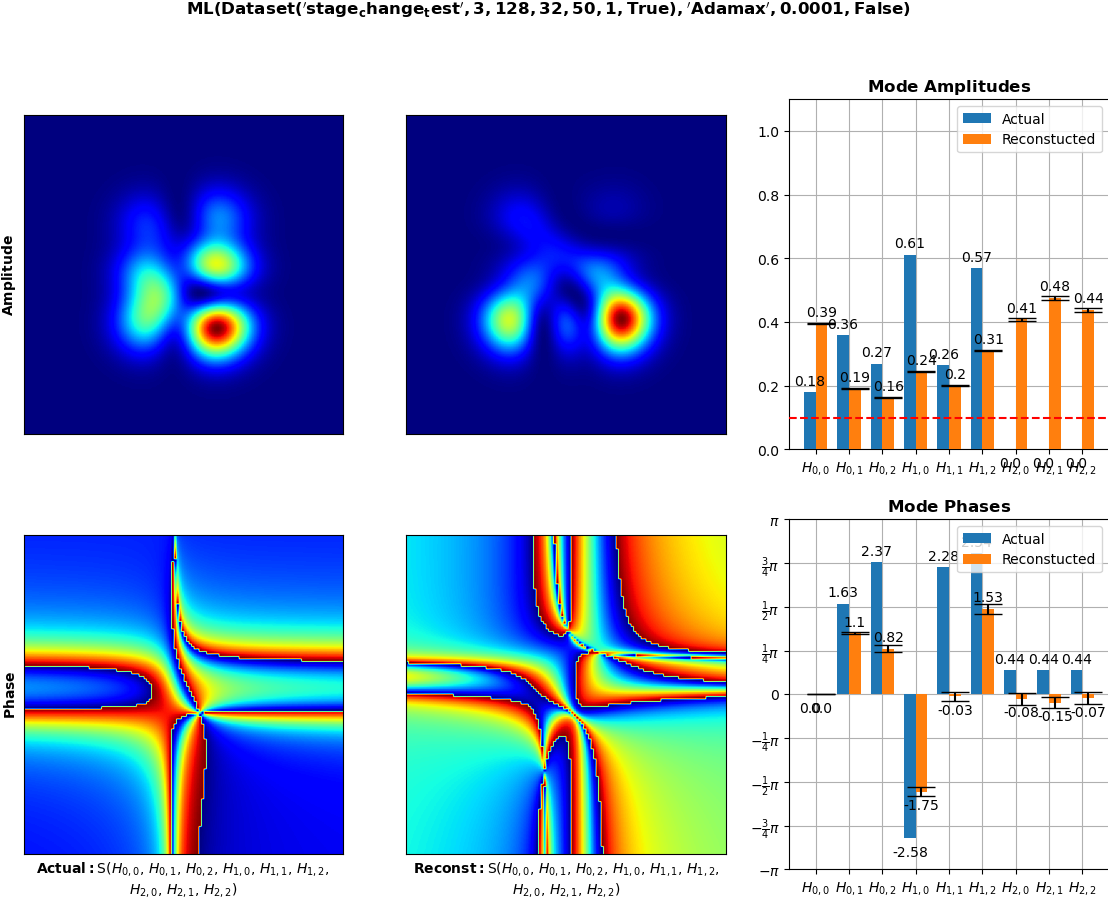 ML(Dataset('stage_change_test', 3, 128, 32, 50, 1, True), 'Adamax', 0.0001, False)
Amplitude
Mode Amplitudes
Actual
Reconstucted
1.0
0.8
0.6
0.4
0.2
0.0
0.18
0.39
0.36
0.19
0.27
0.16
0.61
0.24
0.26
0.2
0.57
0.31
0.41
0.48
0.44
0.0
0.0
0.0
H0,0 H0,1 H0,2 H1,0 H1,1 H1,2 H2,0 H2,1 H2,2
Phase
Mode Phases
Actual
Reconstucted
π
3/4π
1/2π
1/4π
0
−1/4π
−1/2π
−3/4π
−π
0.0
0.0
1.63
1.1
2.37
0.82
-2.58
-1.75
2.28
-0.03
1.53
0.44
-0.08
0.44
-0.15
0.44
-0.07
H0,0 H0,1 H0,2 H1,0 H1,1 H1,2 H2,0 H2,1 H2,2
Actual: S(H0,0, H0,1, H0,2, H1,0, H1,1, H1,2,
H2,0, H2,1, H2,2)
Reconst: S(H0,0, H0,1, H0,2, H1,0, H1,1, H1,2,
H2,0, H2,1, H2,2)